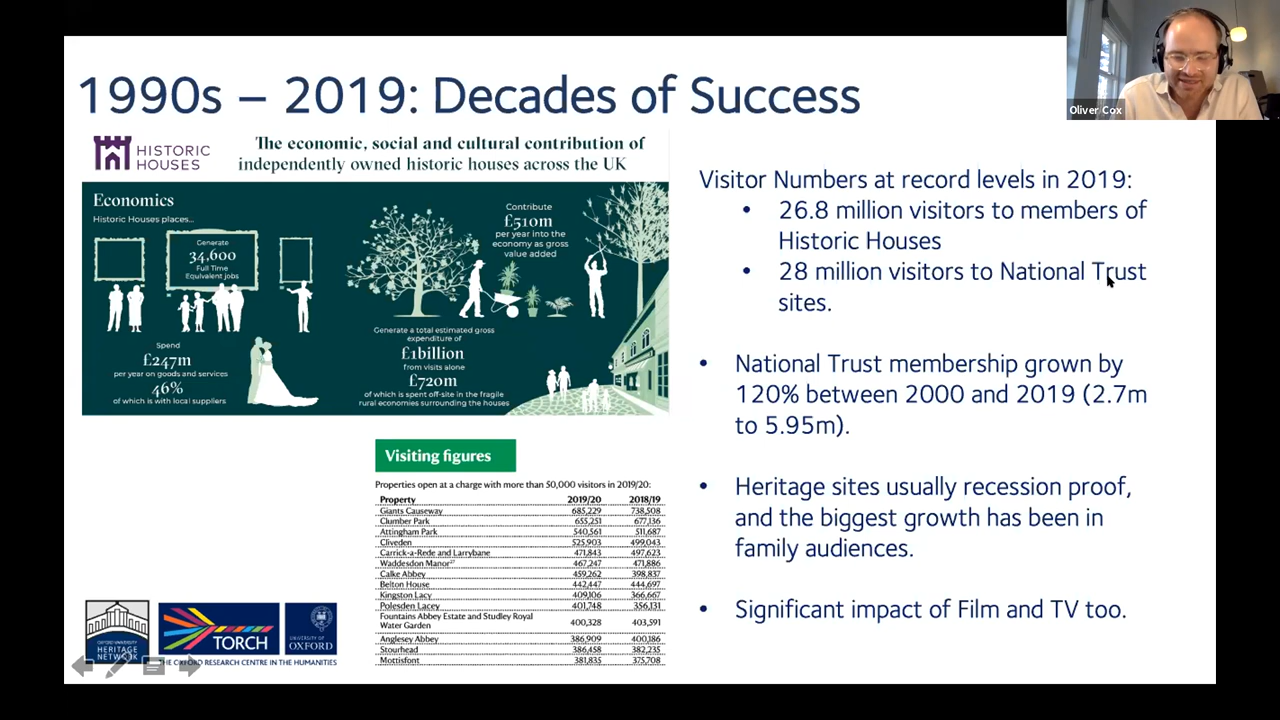 1990s – 2019: Decades of Success
Oliver Cox
HISTORIC
HOUSES
The economic, social and cultural contribution of
independently owned historic houses across the UK
Economics
Historic Houses places...
Generate
34,600
Full Time
Equivalent jobs
Spend
£247m
per year on goods and services
46%
of which is with local suppliers
Contribute
£510m
per year into the
economy as gross
value added
Generate a total estimated gross
expenditure of
£1billion
from visits alone
£720m
of which is spent off-site in the fragile
rural economies surrounding the houses
Visitor Numbers at record levels in 2019:
• 26.8 million visitors to members of
Historic Houses
• 28 million visitors to National Trust
sites.
• National Trust membership grown by
120% between 2000 and 2019 (2.7m
to 5.95m).
• Heritage sites usually recession proof,
and the biggest growth has been in
family audiences.
• Significant impact of Film and TV too.
Visiting figures
Properties open at a charge with more than 50,000 visitors in 2019/20:
Property 2019/20 2018/19
Giants Causeway 685,229 738,508
Clumber Park 655,251 677,136
Attingham Park 540,561 511,687
Cliveden 525,903 499,043
Carrick-a-Rede and Larrybane 471,843 497,623
Waddesdon Manor 467,247 471,886
Calke Abbey 459,262 398,837
Belton House 442,447 444,697
Kingston Lacy 409,106 366,667
Polesden Lacey 401,748 356,131
Fountains Abbey Estate and Studley Royal
Water Garden 400,328 403,591
Anglesey Abbey 386,909 400,186
Stourhead 386,458 382,235
Mottisfont 381,835 375,708
OXFORD UNIVERSITY
HERITAGE
NETWORK
TORCH
UNIVERSITY OF
OXFORD
THE OXFORD RESEARCH CENTRE IN THE HUMANITIES